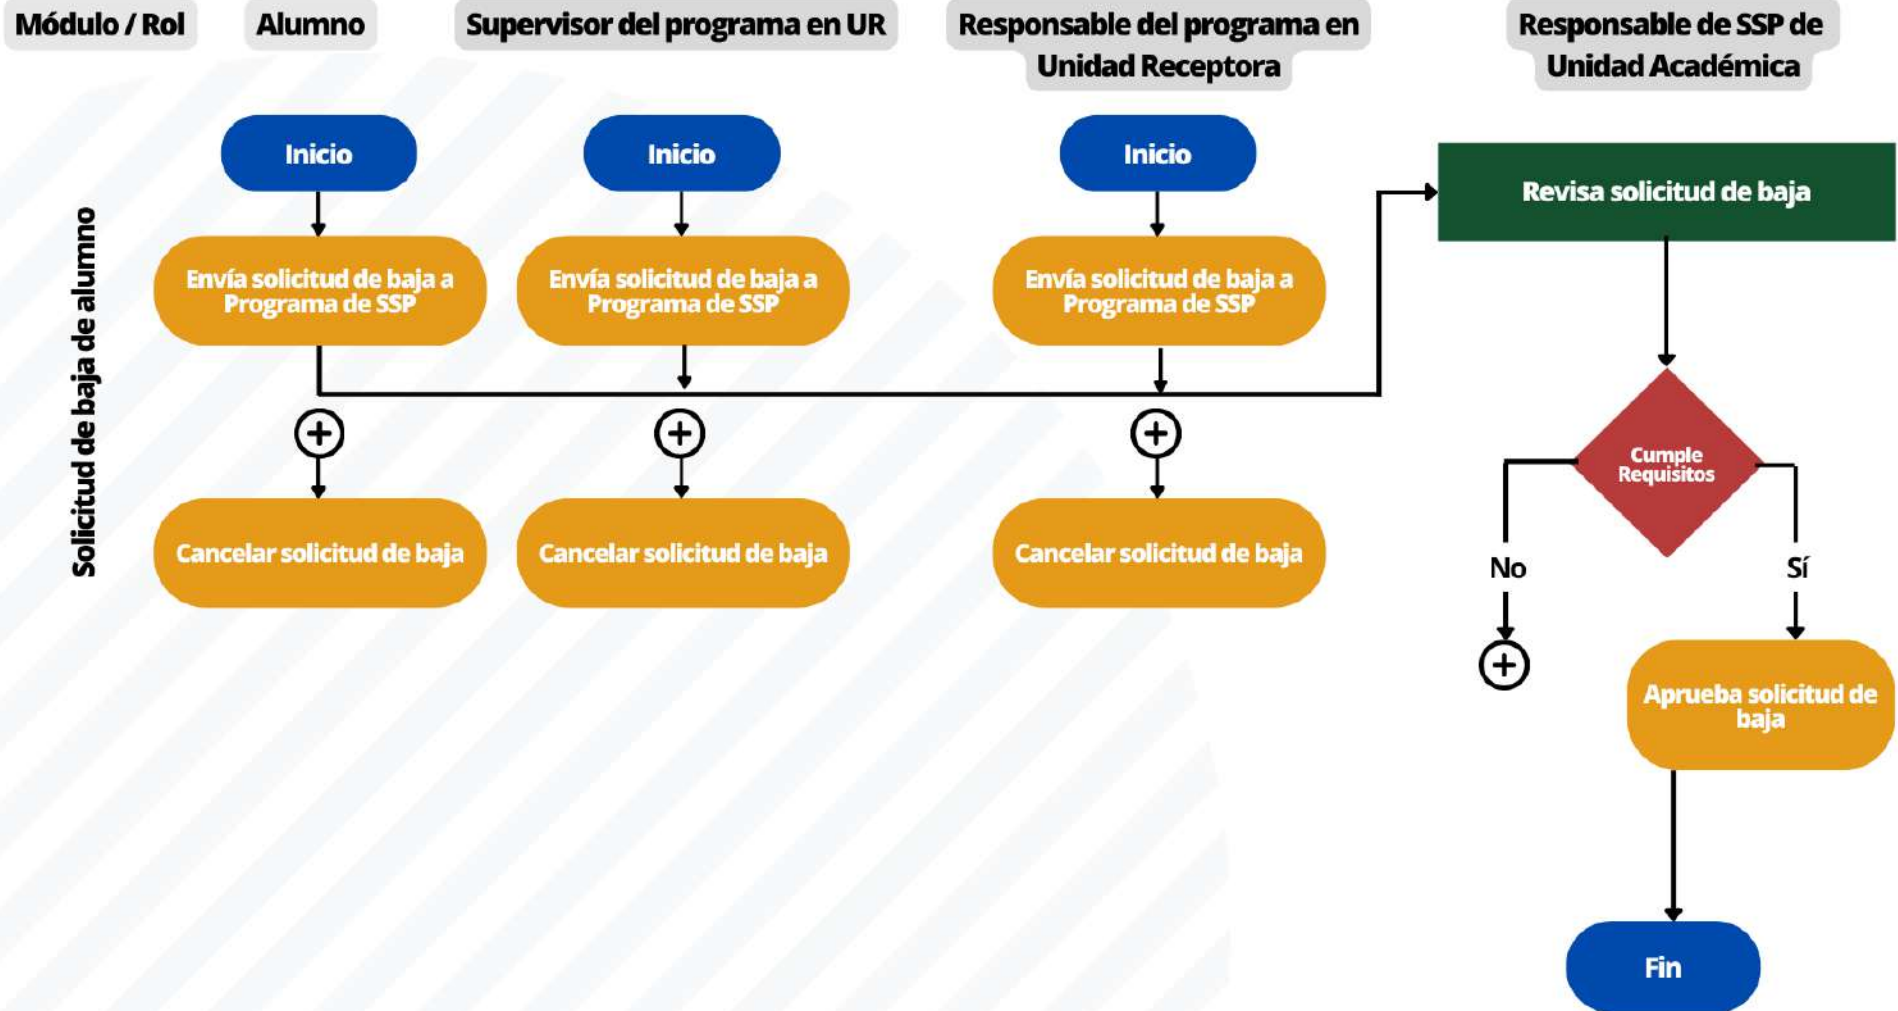 Módulo / Rol
Alumno
Supervisor del programa en UR
Responsable del programa en
Unidad Receptora
Responsable de SSP de
Unidad Académica
Solicitud de baja de alumno
Inicio
Inicio
Inicio
Revisa solicitud de baja
Envía solicitud de baja a
Programa de SSP
Envía solicitud de baja a
Programa de SSP
Envía solicitud de baja a
Programa de SSP
Cumple
Requisitos
Cancelar solicitud de baja
Cancelar solicitud de baja
Cancelar solicitud de baja
No
Sí
Aprueba solicitud de
baja
Fin